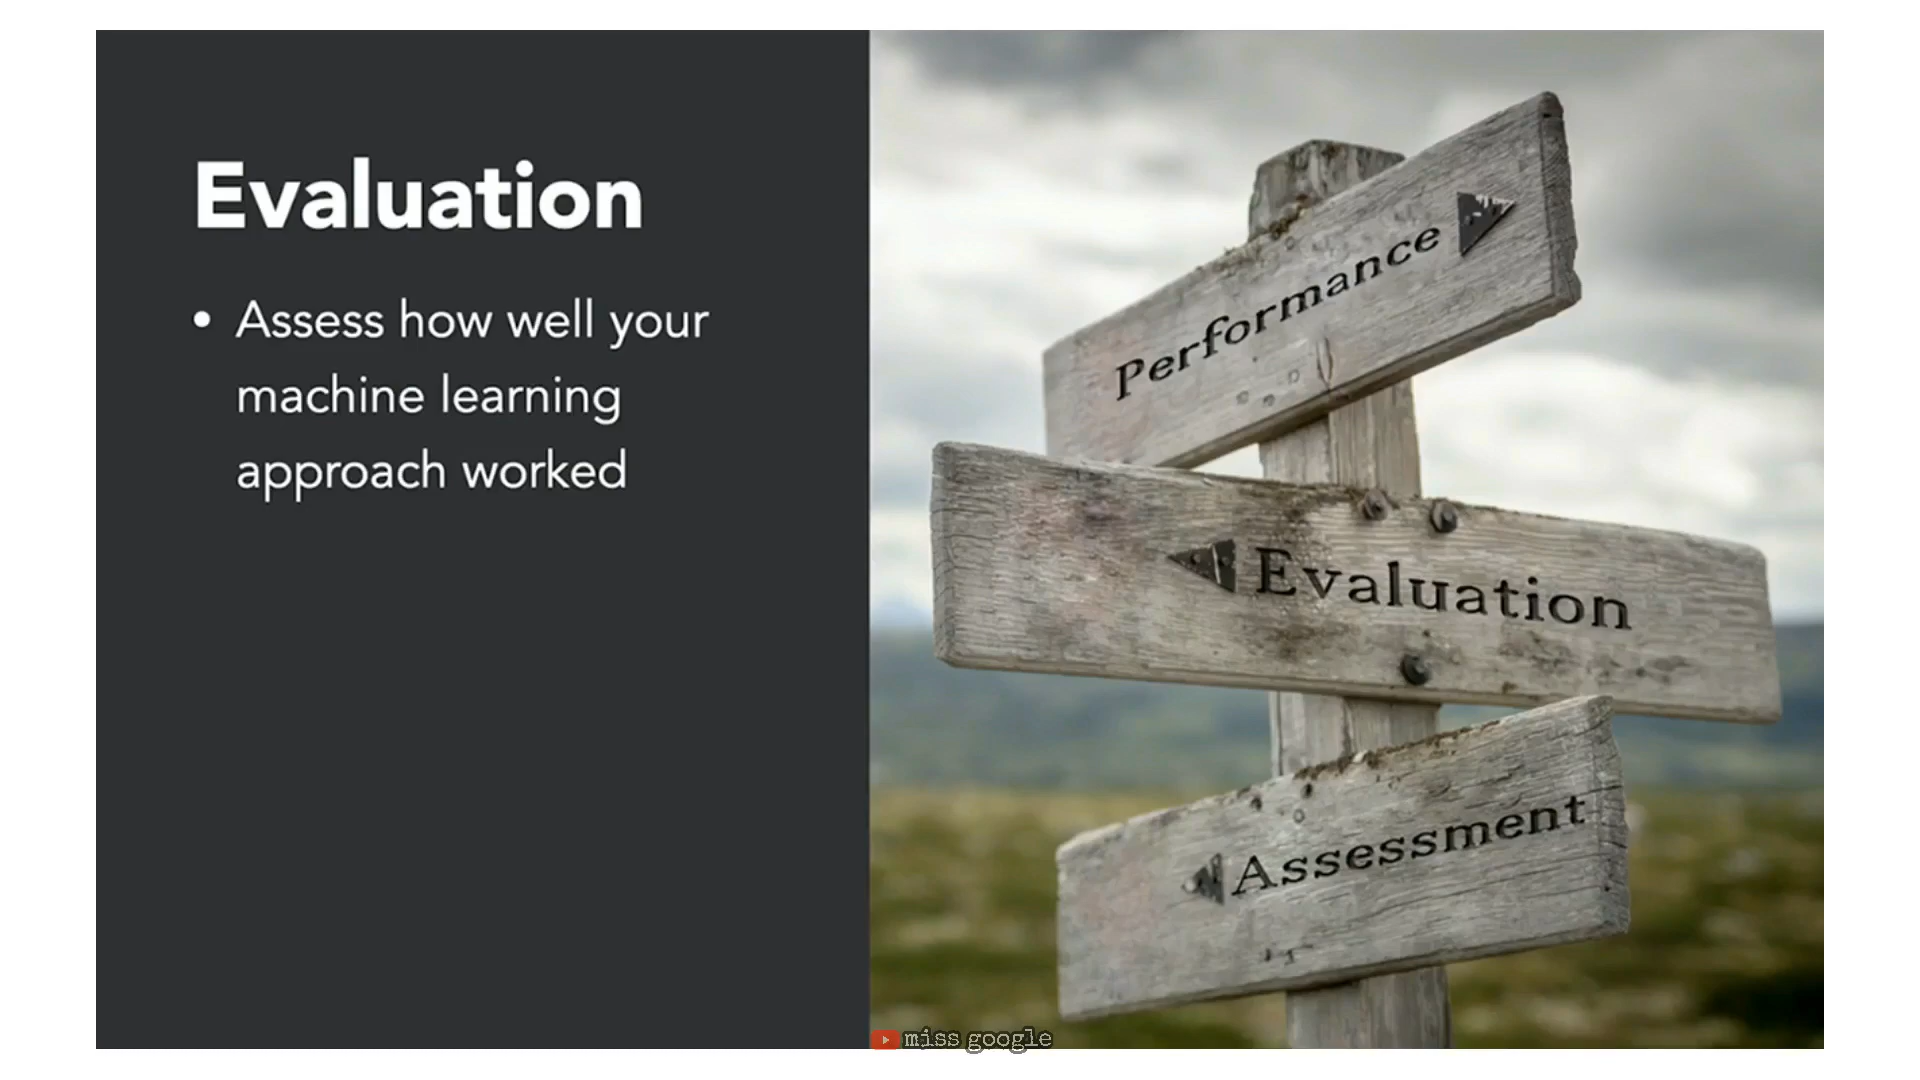 Evaluation
• Assess how well your
machine learning
approach worked
Performance
Evaluation
Assessment
miss google